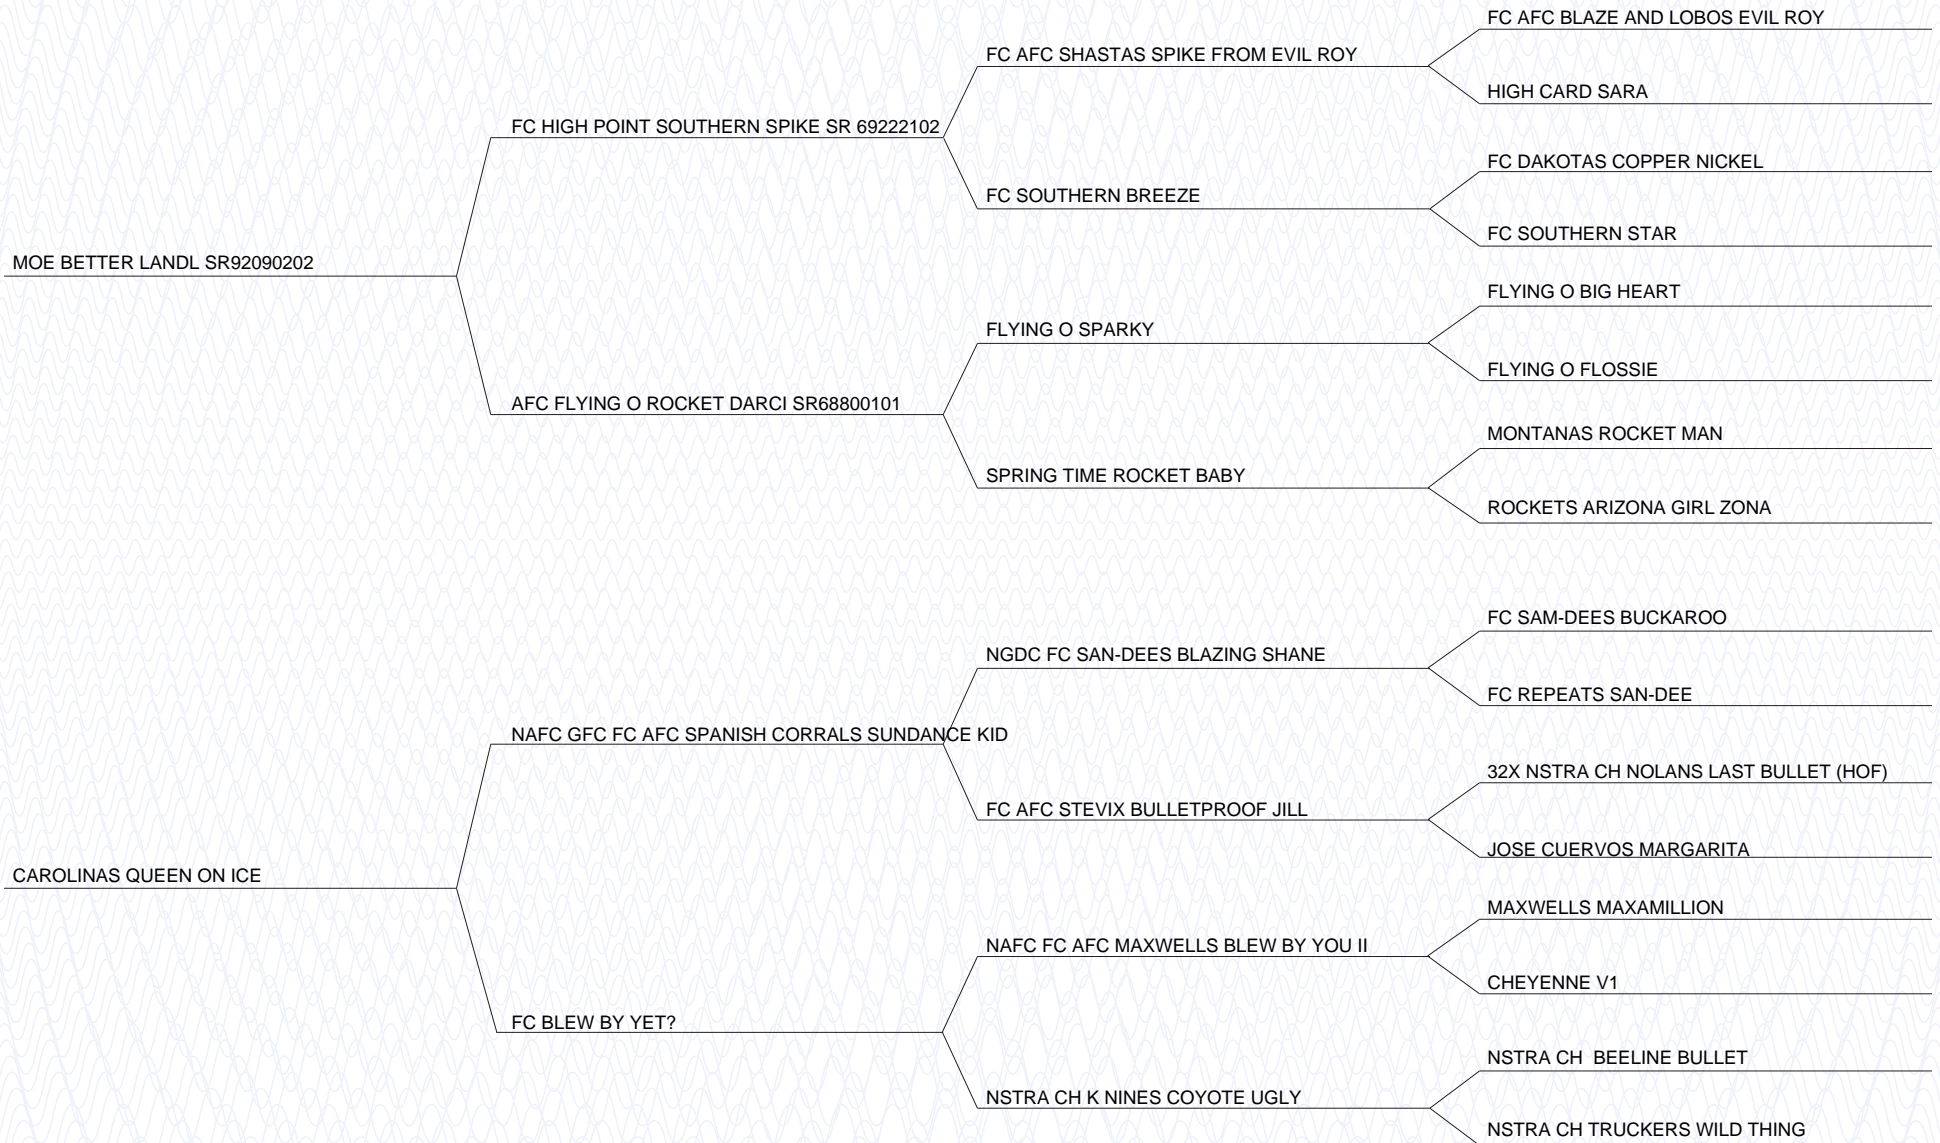 FC AFC BLAZE AND LOBOS EVIL ROY
FC AFC SHASTAS SPIKE FROM EVIL ROY
HIGH CARD SARA
FC HIGH POINT SOUTHERN SPIKE SR 69222102
FC DAKOTAS COPPER NICKEL
FC SOUTHERN BREEZE
FC SOUTHERN STAR
MOE BETTER LANDL SR92090202
FLYING O BIG HEART
FLYING O SPARKY
FLYING O FLOSSIE
AFC FLYING O ROCKET DARCI SR68800101
MONTANAS ROCKET MAN
SPRING TIME ROCKET BABY
ROCKETS ARIZONA GIRL ZONA
FC SAM-DEES BUCKAROO
NGDC FC SAN-DEES BLAZING SHANE
FC REPEATS SAN-DEE
NAFC GFC FC AFC SPANISH CORRALS SUNDANCE KID
32X NSTRA CH NOLANS LAST BULLET (HOF)
FC AFC STEVIX BULLETPROOF JILL
JOSE CUERVOS MARGARITA
CAROLINAS QUEEN ON ICE
MAXWELLS MAXAMILLION
NAFC FC AFC MAXWELLS BLEW BY YOU II
CHEYENNE V1
FC BLEW BY YET?
NSTRA CH  BEELINE BULLET
NSTRA CH K NINES COYOTE UGLY
NSTRA CH TRUCKERS WILD THING